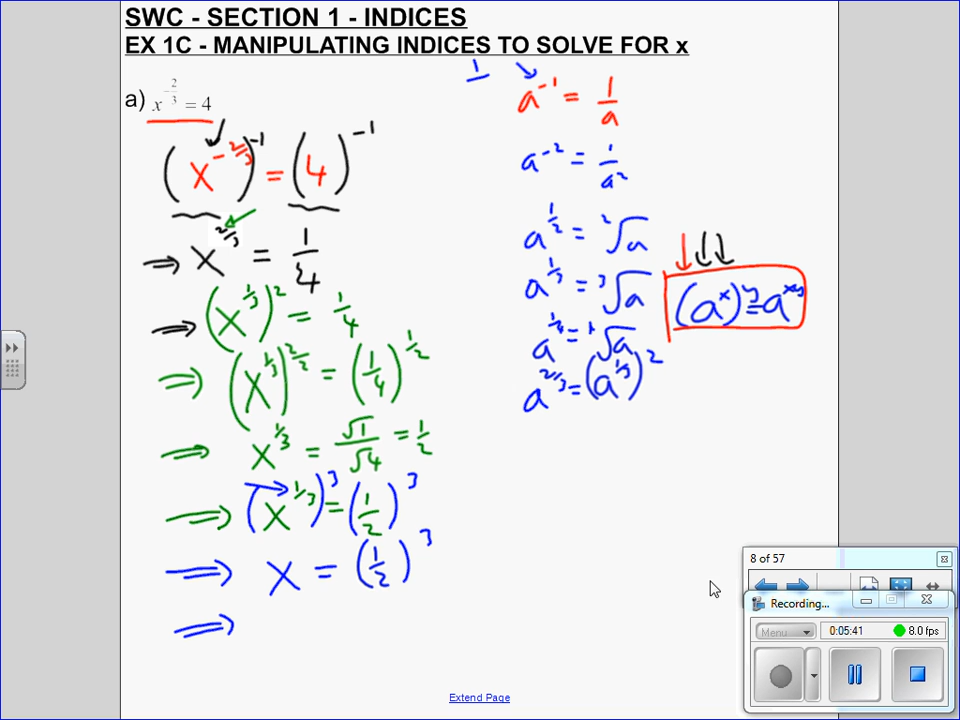 SWC - SECTION 1 - INDICES
EX 1C - MANIPULATING INDICES TO SOLVE FOR x
a) x^(-2/3) = 4
(x^(-2/3))^(-1) = (4)^(-1)
⇒ x^(2/3) = 1/4
⇒ (x^(1/3))^2 = 1/4
⇒ (x^(1/3))^(2/2) = (1/4)^(1/2)
⇒ x^(1/3) = √1/√4 = 1/2
⇒ (x^(1/3))^3 = (1/2)^3
⇒ x = (1/2)^3
⇒
1
a^(-1) = 1/a
a^(-2) = 1/a^2
a^(1/2) = ²√a
a^(1/3) = ³√a
a^(1/4) = ⁴√a
a^(2/3) = (a^(1/3))^2
(a^x)^y = a^(xy)
Extend Page
8 of 57
Recording...
Menu
0:05:41
8.0 fps